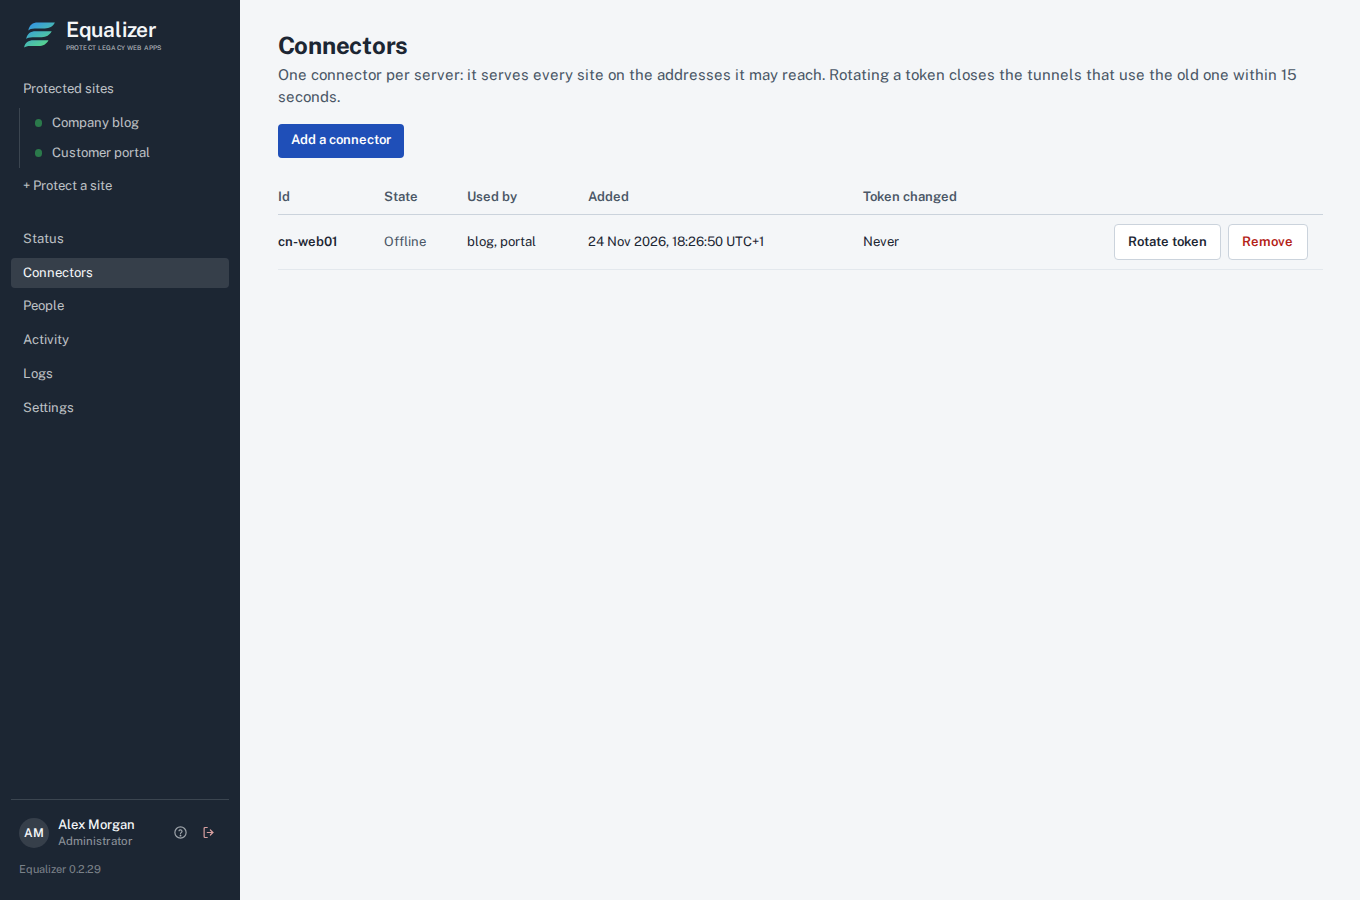 Equalizer
PROTECT LEGACY WEB APPS
Protected sites
Company blog
Customer portal
+ Protect a site
Status
Connectors
People
Activity
Logs
Settings
AM
Alex Morgan
Administrator
Equalizer 0.2.29
Connectors
One connector per server: it serves every site on the addresses it may reach. Rotating a token closes the tunnels that use the old one within 15
seconds.
Add a connector
Id State Used by Added Token changed
cn-web01 Offline blog, portal 24 Nov 2026, 18:26:50 UTC+1 Never Rotate token Remove